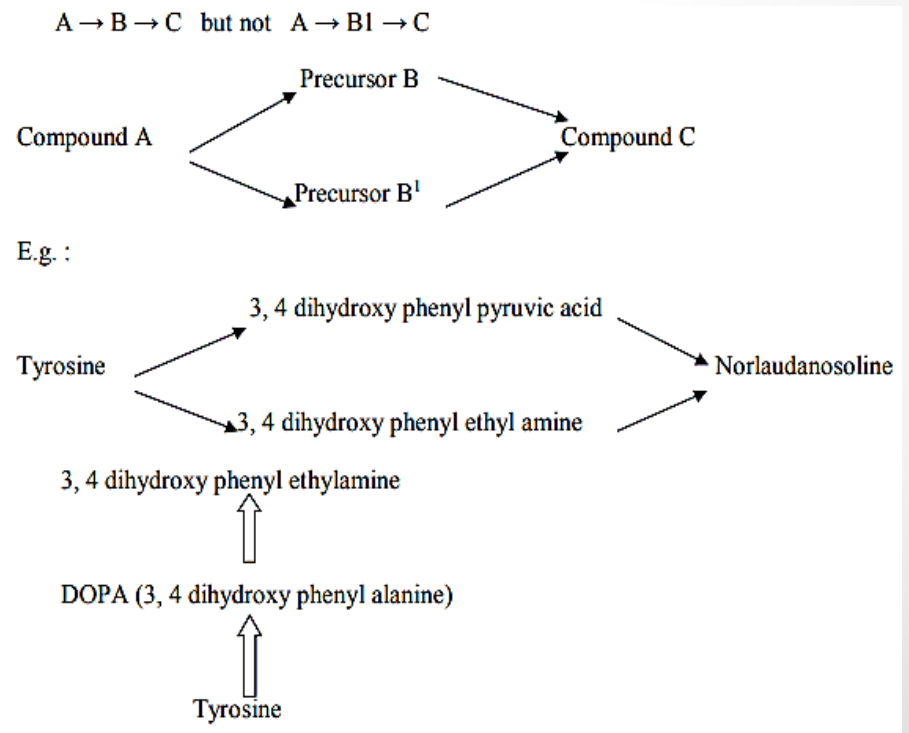 A → B → C but not A → B1 → C
Precursor B
Compound A
Compound C
Precursor B¹
E.g. :
3, 4 dihydroxy phenyl pyruvic acid
Tyrosine
Norlaudanosoline
3, 4 dihydroxy phenyl ethyl amine
3, 4 dihydroxy phenyl ethylamine
DOPA (3, 4 dihydroxy phenyl alanine)
Tyrosine